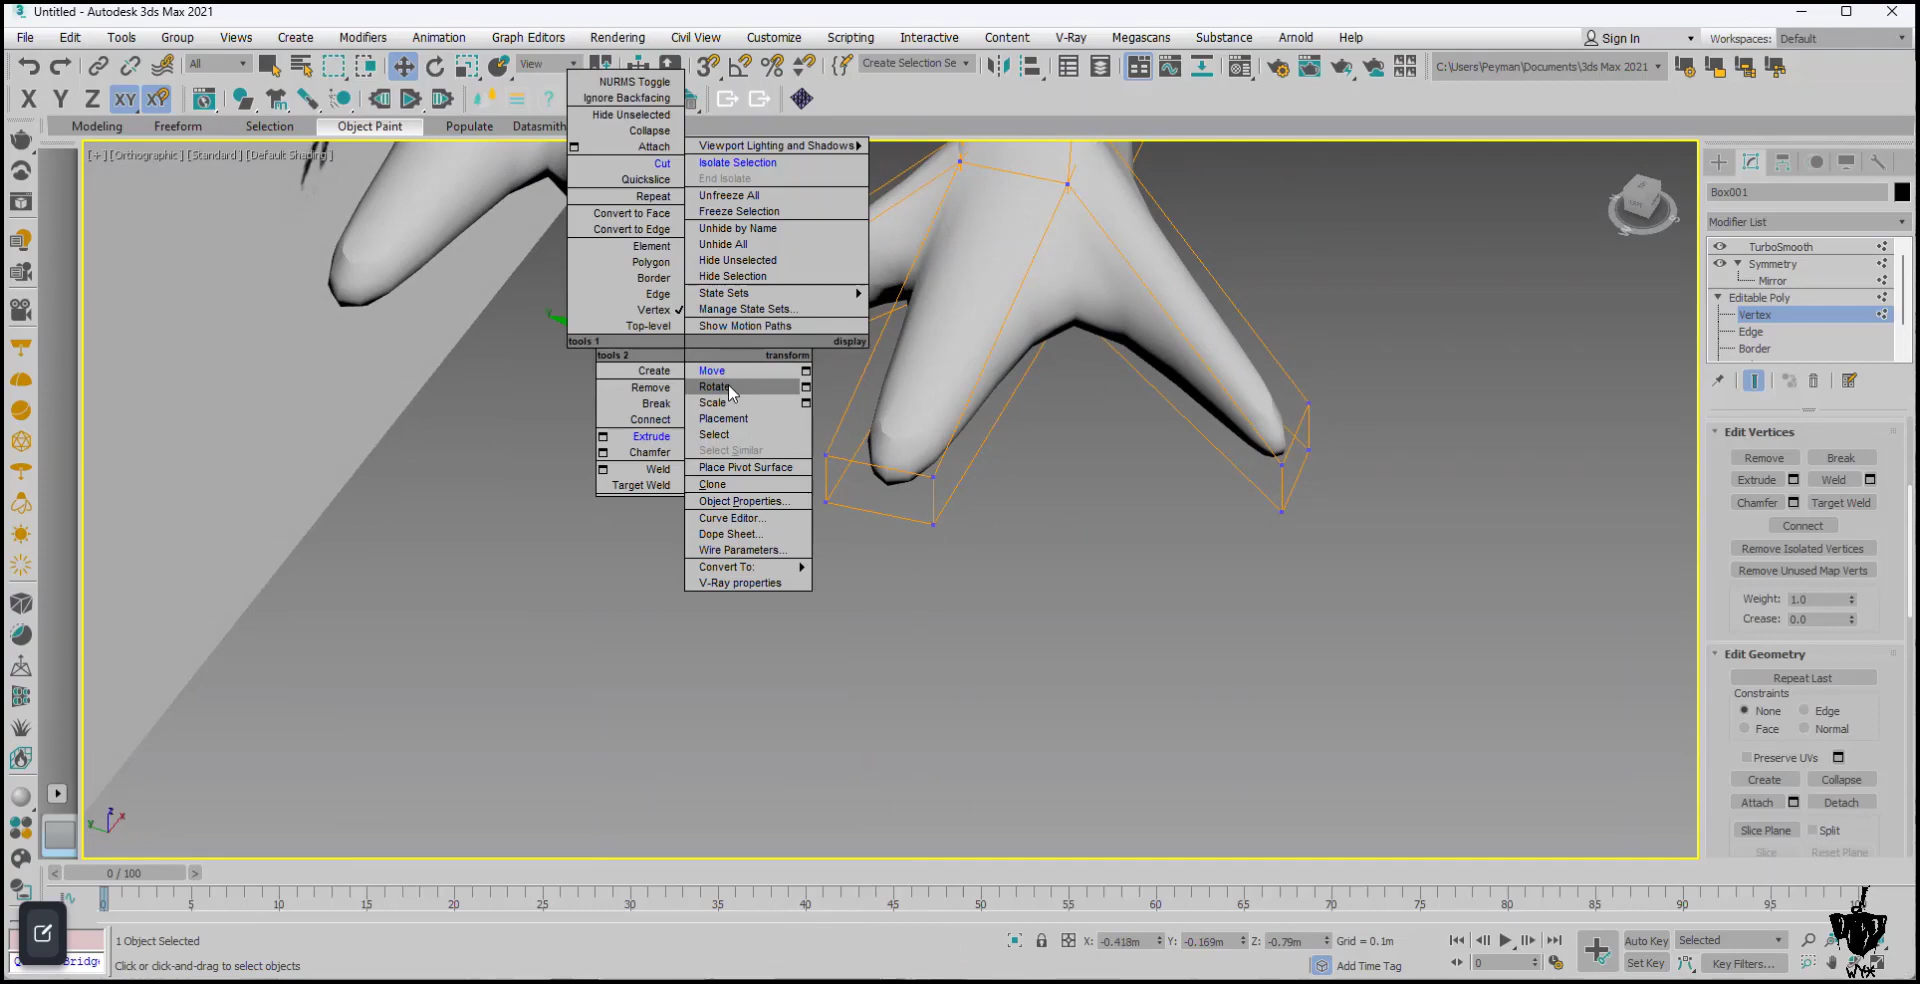 Untitled - Autodesk 3ds Max 2021
File Edit Tools Group Views Create Modifiers Animation Graph Editors Rendering Civil View Customize Scripting Interactive Content V-Ray Megascans Substance Arnold Help
Sign In Workspaces: Default
All View Create Selection Se C:\Users\Peyman\Documents\3ds Max 2021
X Y Z XY XY
Modeling Freeform Selection Object Paint Populate Datasmith
[+] [Orthographic] [Standard] [Default Shading]
NURMS Toggle
Ignore Backfacing
Hide Unselected
Collapse
Attach
Cut
Quickslice
Repeat
Convert to Face
Convert to Edge
Element
Polygon
Border
Edge
Vertex
Top-level
tools 1
Viewport Lighting and Shadows
Isolate Selection
End Isolate
Unfreeze All
Freeze Selection
Unhide by Name
Unhide All
Hide Unselected
Hide Selection
State Sets
Manage State Sets...
Show Motion Paths
display
tools 2
Create
Remove
Break
Connect
Extrude
Chamfer
Weld
Target Weld
transform
Move
Rotate
Scale
Placement
Select
Select Similar
Place Pivot Surface
Clone
Object Properties...
Curve Editor...
Dope Sheet...
Wire Parameters...
Convert To:
V-Ray properties
Box001
Modifier List
TurboSmooth
Symmetry
Mirror
Editable Poly
Vertex
Edge
Border
Edit Vertices
Remove Break
Extrude Weld
Chamfer Target Weld
Connect
Remove Isolated Vertices
Remove Unused Map Verts
Weight: 1.0
Crease: 0.0
Edit Geometry
Repeat Last
Constraints
None Edge
Face Normal
Preserve UVs
Create Collapse
Attach Detach
Slice Plane Split
Slice Reset Plane
z
y x
0 / 100
0 5 10 15 20 25 30 35 40 45 50 55 60 65 70 75 80 85 90 95
1 Object Selected
Click or click-and-drag to select objects
X: -0.418m Y: -0.169m Z: -0.79m Grid = 0.1m
Add Time Tag
0
Auto Key Selected
Set Key Key Filters...